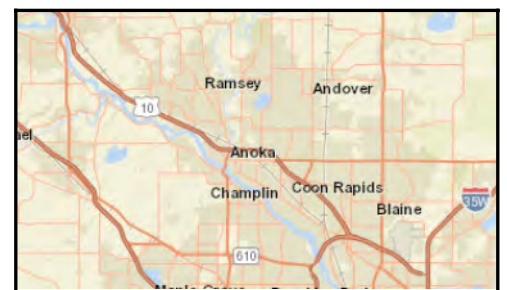 Ramsey
Andover
10
Anoka
Champlin
Coon Rapids
Blaine
35W
610